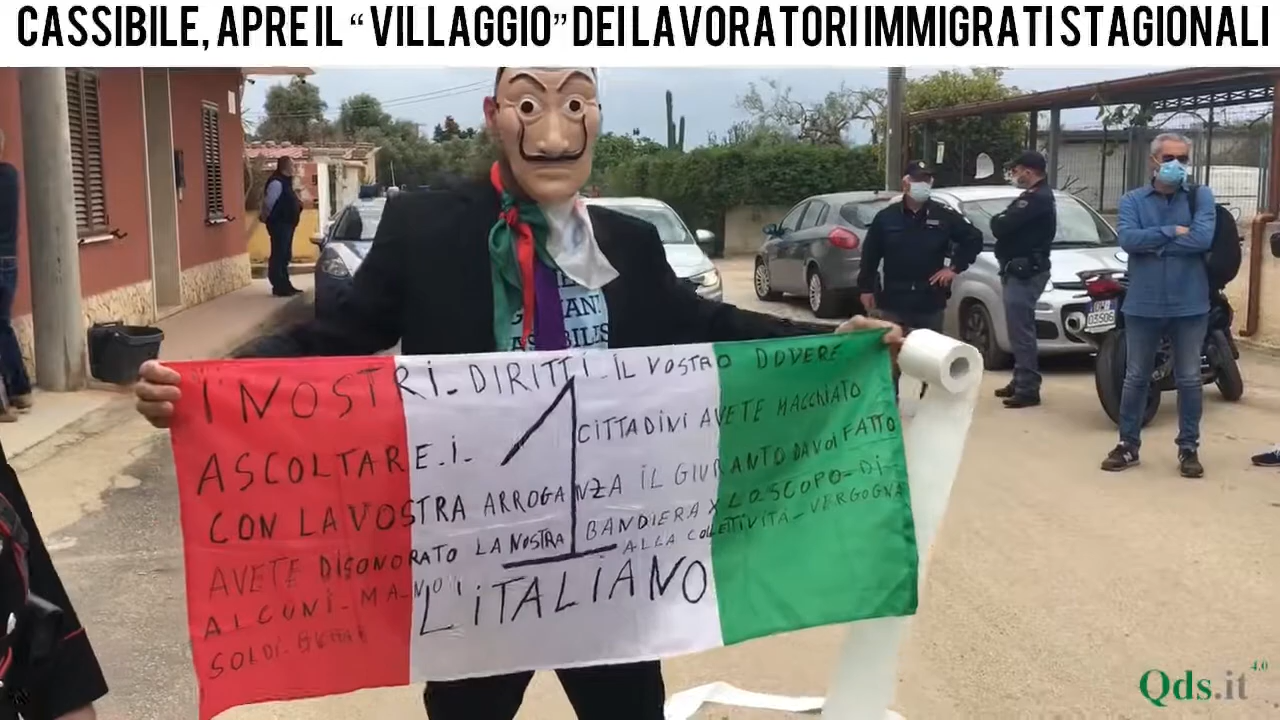 CASSIBILE, APRE IL “ VILLAGGIO” DEI LAVORATORI IMMIGRATI STAGIONALI
I NOSTRI - DIRITTI - IL VOSTRO DOVERE
ASCOLTARE - I - 1 CITTADINI AVETE MACCHIATO
CON LA VOSTRA ARROGANZA IL GIURANTO DA VOI FATTO
AVETE DISONORATO LA NOSTRA BANDIERA X LO SCOPO - DI -
ALCUNI - MA NOI ALLA COLLETTIVITÁ - VERGOGNA
SOLDI
L'ITALIANO
Qds.it 4.0